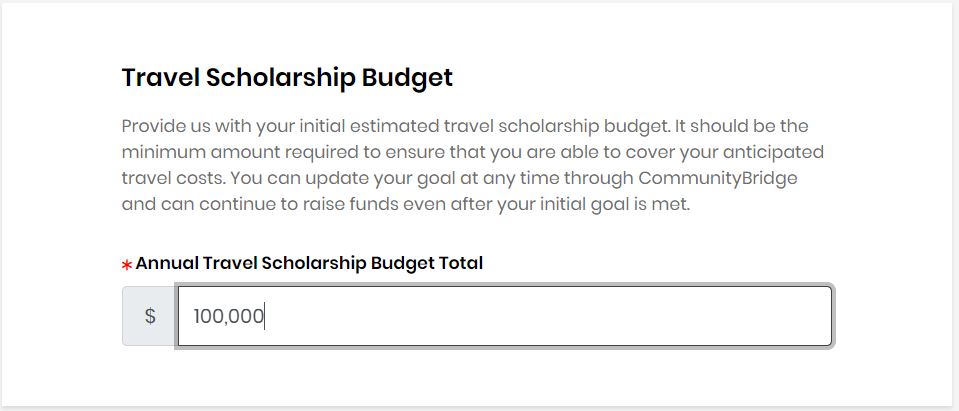 Travel Scholarship Budget
Provide us with your initial estimated travel scholarship budget. It should be the
minimum amount required to ensure that you are able to cover your anticipated
travel costs. You can update your goal at any time through CommunityBridge
and can continue to raise funds even after your initial goal is met.
* Annual Travel Scholarship Budget Total
$ 100,000